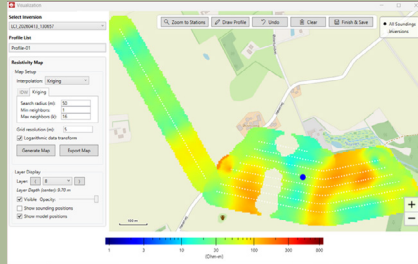 Visualization
Select Inversion
Zoom to Stations
Draw Profile
Undo
Clear
Finish & Save
All Soundings
Inversions
Profile List
Profile-01
Resistivity Map
Map Setup
Interpolation: Kriging
Grid
Kriging
Search radius (m): 50
Min neighbors: 1
Max neighbors (k): 16
Grid resolution (m): 5
Logarithmic data transform
Generate Map
Export Map
Layer Display
Layer: 8
Layer Depth (center): 8.70 m
Visible Opacity:
Show sounding positions
Show model positions
1 3 10 30 100 300
(Ohm-m)